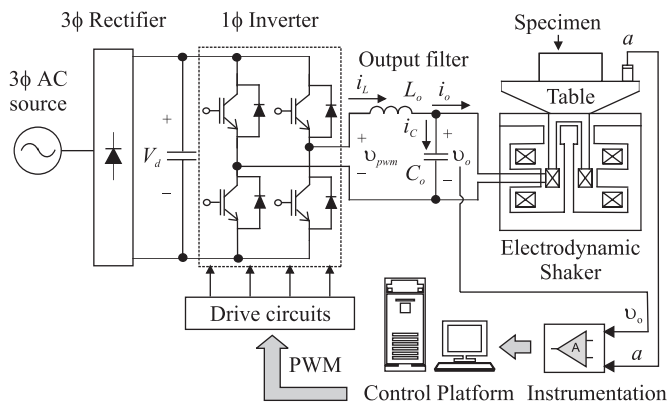 3ϕ Rectifier
1ϕ Inverter
Specimen
a
Output filter
3ϕ AC
source
i_L
L_o
i_o
Table
+
V_d
−
+
υ_pwm
−
i_C
C_o
+
υ_o
−
Electrodynamic
Shaker
Drive circuits
PWM
υ_o
A
a
Control Platform
Instrumentation